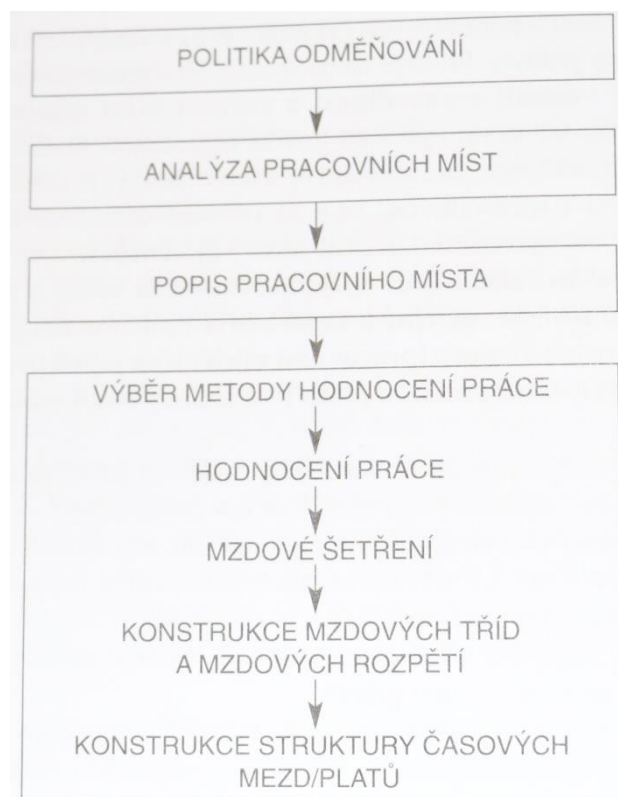 POLITIKA ODMĚŇOVÁNÍ
ANALÝZA PRACOVNÍCH MÍST
POPIS PRACOVNÍHO MÍSTA
VÝBĚR METODY HODNOCENÍ PRÁCE
HODNOCENÍ PRÁCE
MZDOVÉ ŠETŘENÍ
KONSTRUKCE MZDOVÝCH TŘÍD
A MZDOVÝCH ROZPĚTÍ
KONSTRUKCE STRUKTURY ČASOVÝCH
MEZD/PLATŮ